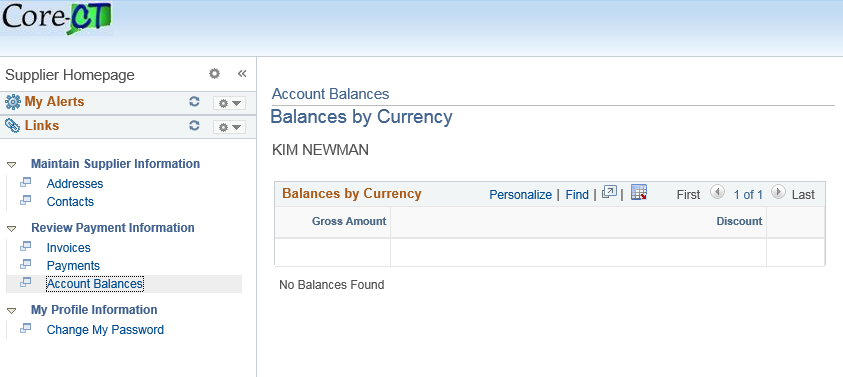 Core-CT
Supplier Homepage
«
My Alerts
Links
Maintain Supplier Information
Addresses
Contacts
Review Payment Information
Invoices
Payments
Account Balances
My Profile Information
Change My Password
Account Balances
Balances by Currency
KIM NEWMAN
Balances by Currency Personalize | Find | | First 1 of 1 Last
Gross Amount Discount
No Balances Found